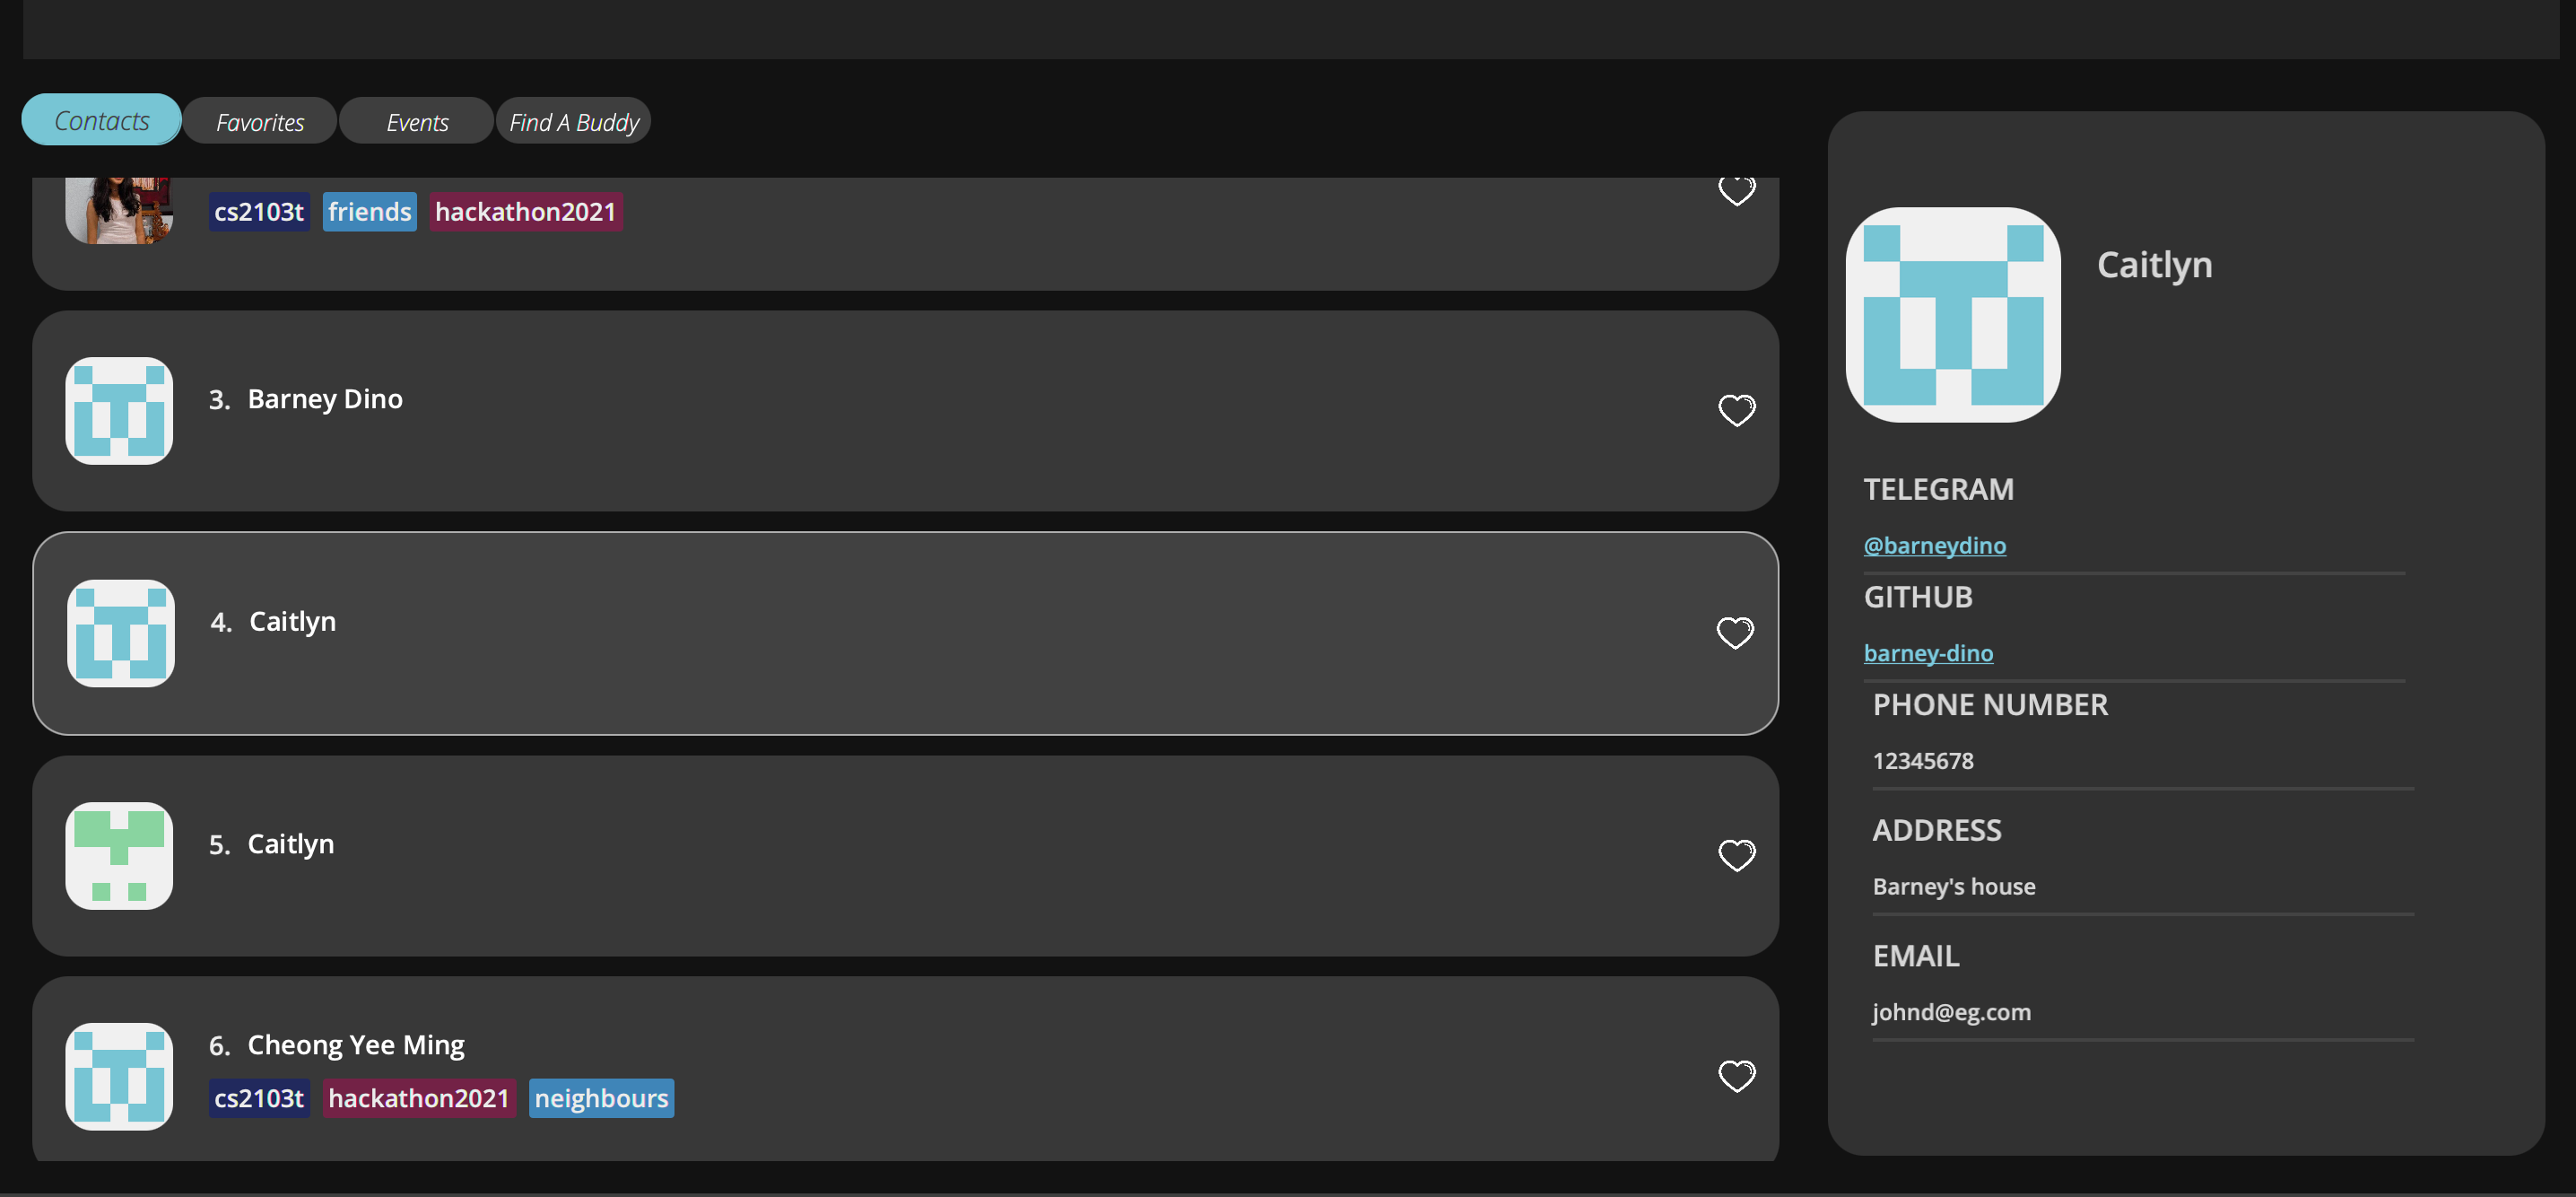 Contacts Favorites Events Find A Buddy
cs2103t friends hackathon2021
3. Barney Dino
4. Caitlyn
5. Caitlyn
6. Cheong Yee Ming
cs2103t hackathon2021 neighbours
Caitlyn
TELEGRAM
@barneydino
GITHUB
barney-dino
PHONE NUMBER
12345678
ADDRESS
Barney's house
EMAIL
johnd@eg.com